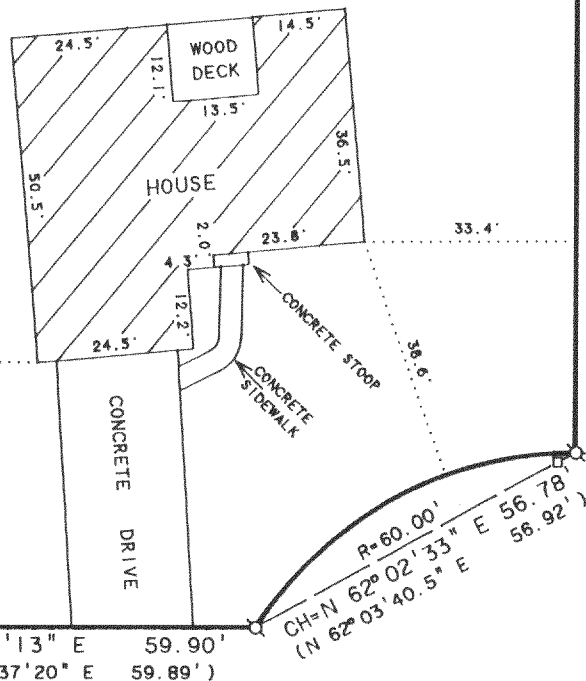 24.5'
14.5'
WOOD
DECK
12.1'
13.5'
36.5'
HOUSE
50.5'
2.0'
23.8'
33.4'
4.3'
12.2'
24.5'
CONCRETE STOOP
38.6'
CONCRETE
SIDEWALK
CONCRETE DRIVE
R=60.00'
CH=N 62° 02'33" E 56.78'
(N 62° 03'40.5" E 56.92')
'13" E 59.90'
37'20" E 59.89')